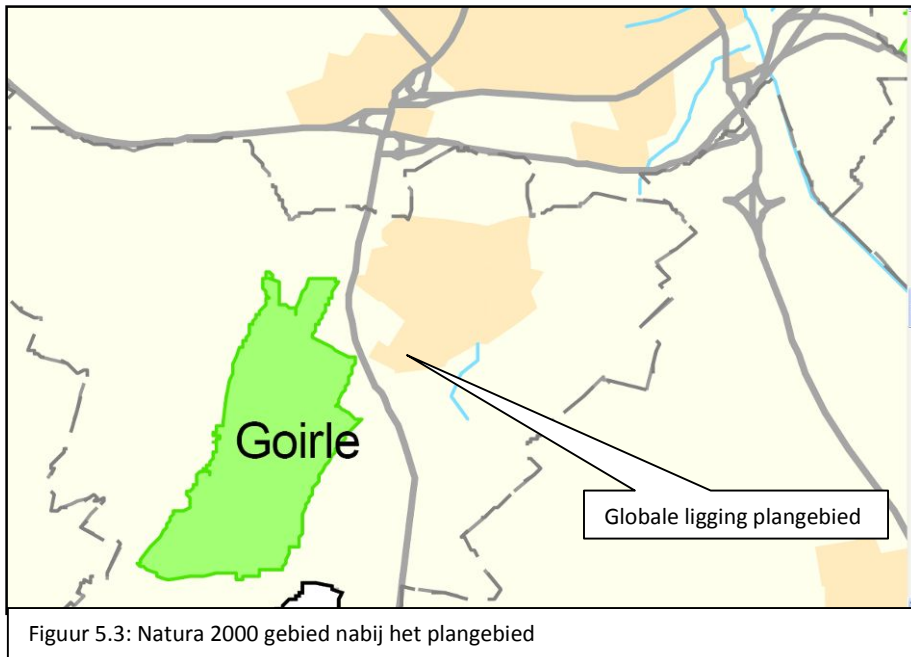 Goirle
Globale ligging plangebied
Figuur 5.3: Natura 2000 gebied nabij het plangebied